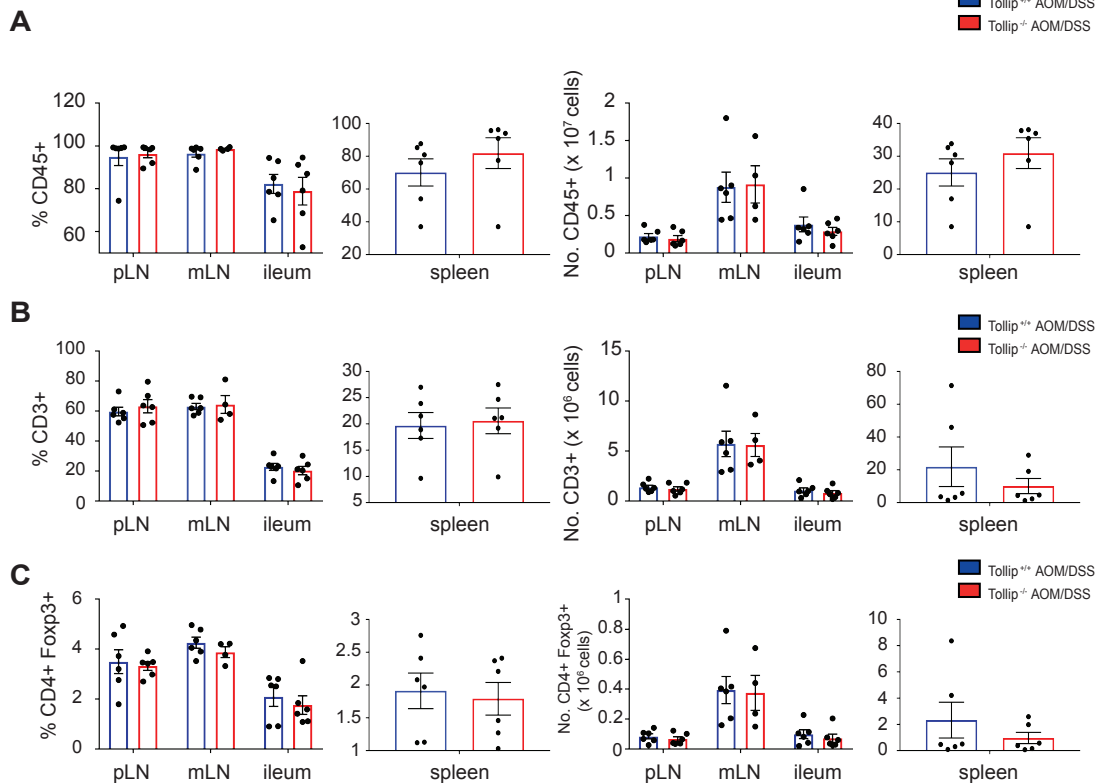 Tollip +/+ AOM/DSS
Tollip -/- AOM/DSS
A
% CD45+
120
100
80
60
pLN mLN ileum
100
80
60
40
20
spleen
No. CD45+ (x 10⁷ cells)
2
1.5
1
0.5
0
pLN mLN ileum
40
30
20
10
0
spleen
B
Tollip +/+ AOM/DSS
Tollip -/- AOM/DSS
% CD3+
100
80
60
40
20
0
pLN mLN ileum
30
25
20
15
10
5
spleen
No. CD3+ (x 10⁶ cells)
15
10
5
0
pLN mLN ileum
80
60
40
20
0
spleen
C
Tollip +/+ AOM/DSS
Tollip -/- AOM/DSS
% CD4+ Foxp3+
6
4
2
0
pLN mLN ileum
3
2
2
1
1
spleen
No. CD4+ Foxp3+
(x 10⁶ cells)
1
0.8
0.6
0.4
0.2
0
pLN mLN ileum
10
8
6
4
2
0
spleen